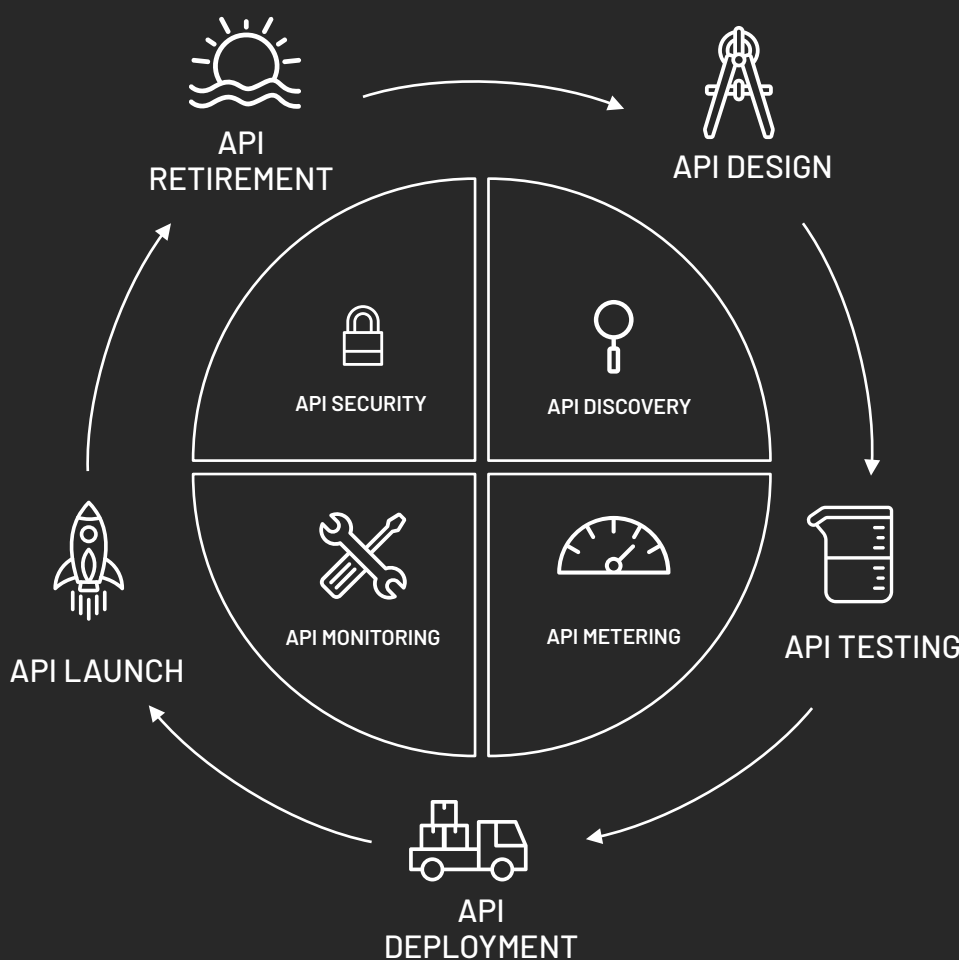 API
RETIREMENT
API DESIGN
API SECURITY
API DISCOVERY
API MONITORING
API METERING
API TESTING
API LAUNCH
API
DEPLOYMENT